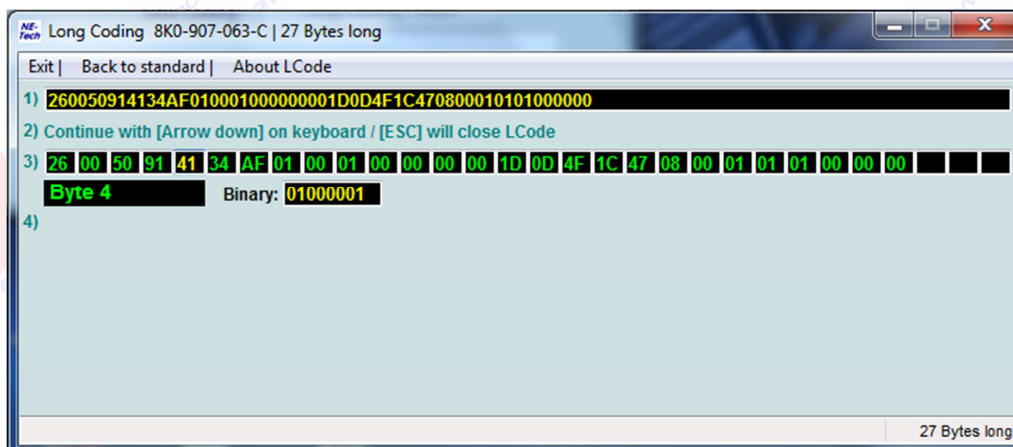 NE-Tech Long Coding 8K0-907-063-C | 27 Bytes long
Exit | Back to standard | About LCode
1) 260050914134AF010001000000001D0D4F1C470800010101000000
2) Continue with [Arrow down] on keyboard / [ESC] will close LCode
3) 26 00 50 91 41 34 AF 01 00 01 00 00 00 00 1D 0D 4F 1C 47 08 00 01 01 01 00 00 00
Byte 4 Binary: 01000001
4)
27 Bytes long